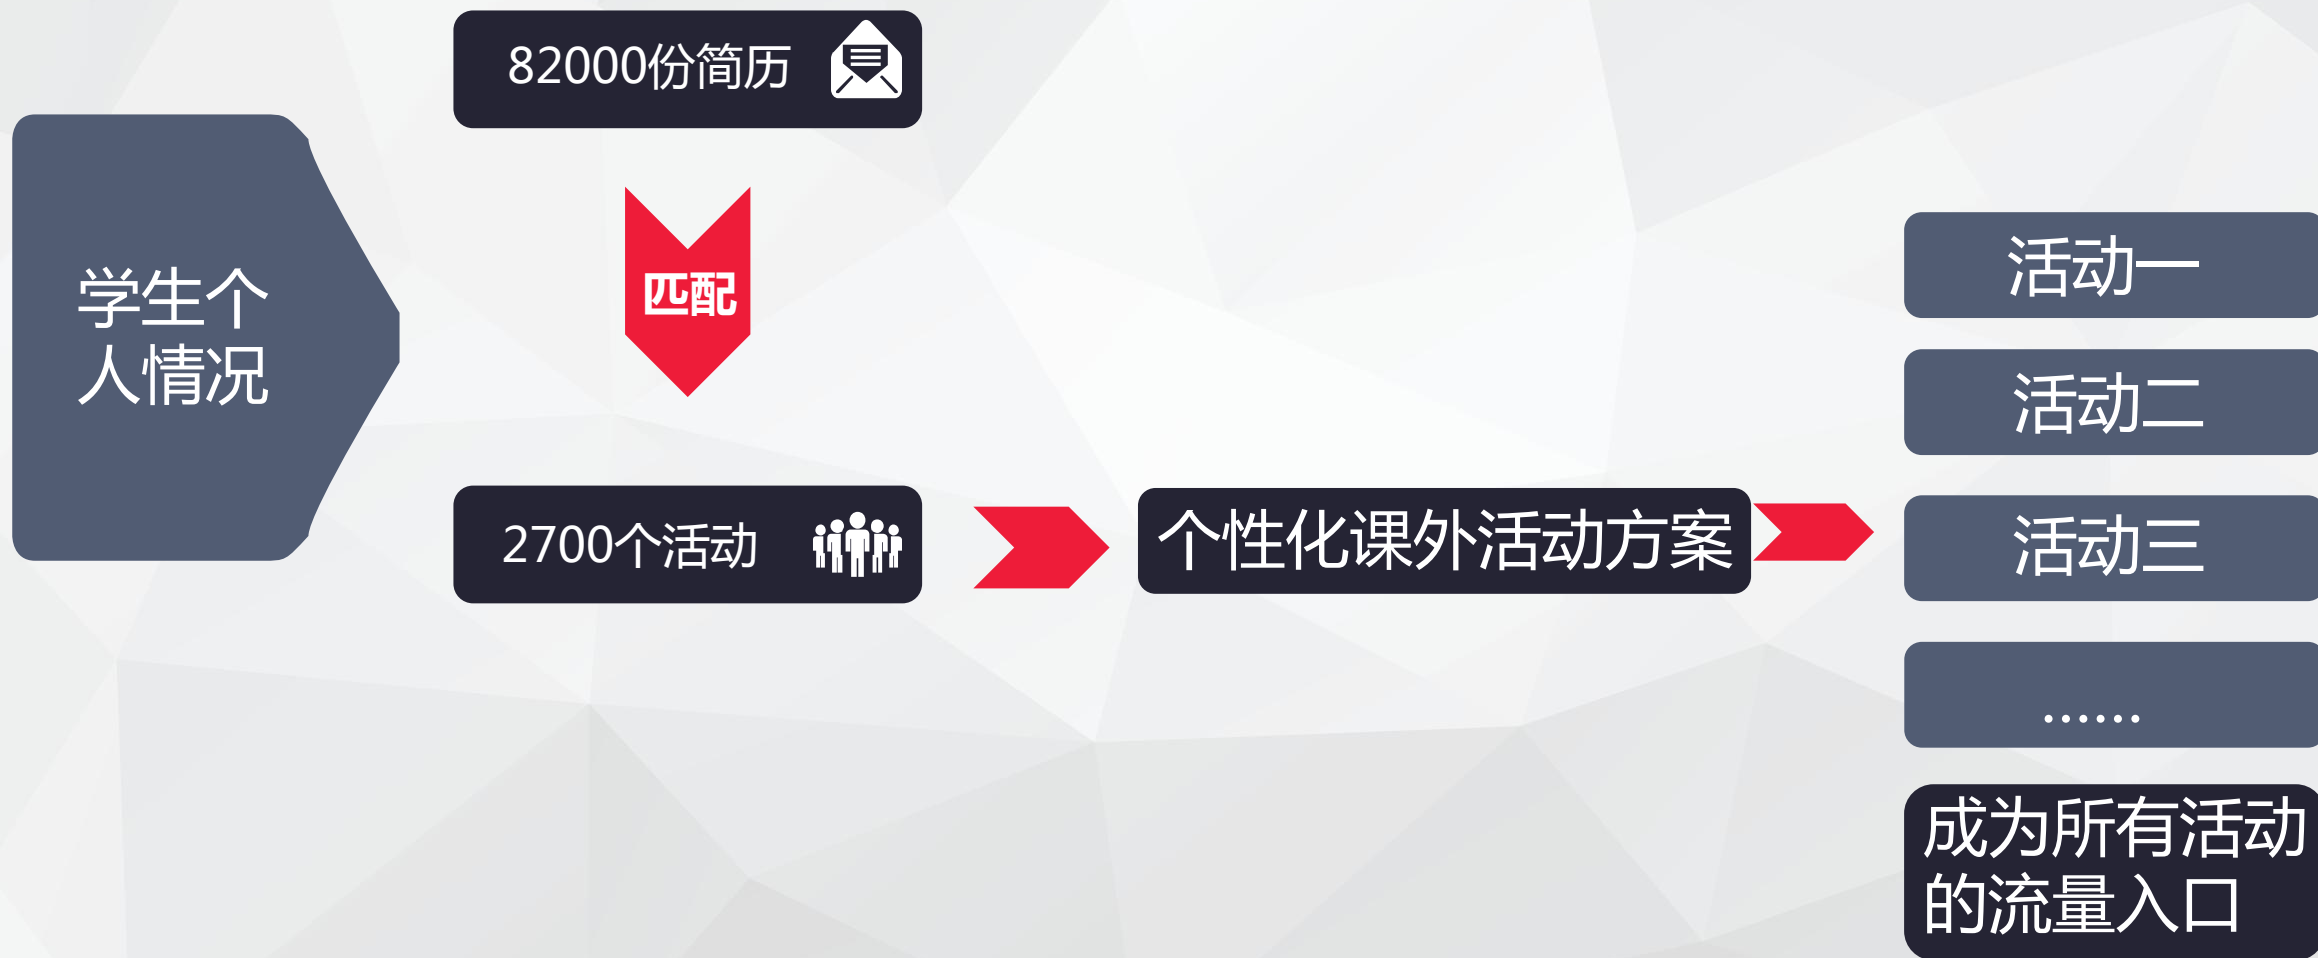 学生个
人情况
82000份简历
匹配
2700个活动
个性化课外活动方案
活动一
活动二
活动三
......
成为所有活动
的流量入口